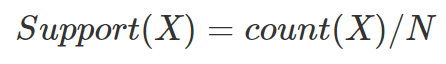 Support(X) = count(X)/N